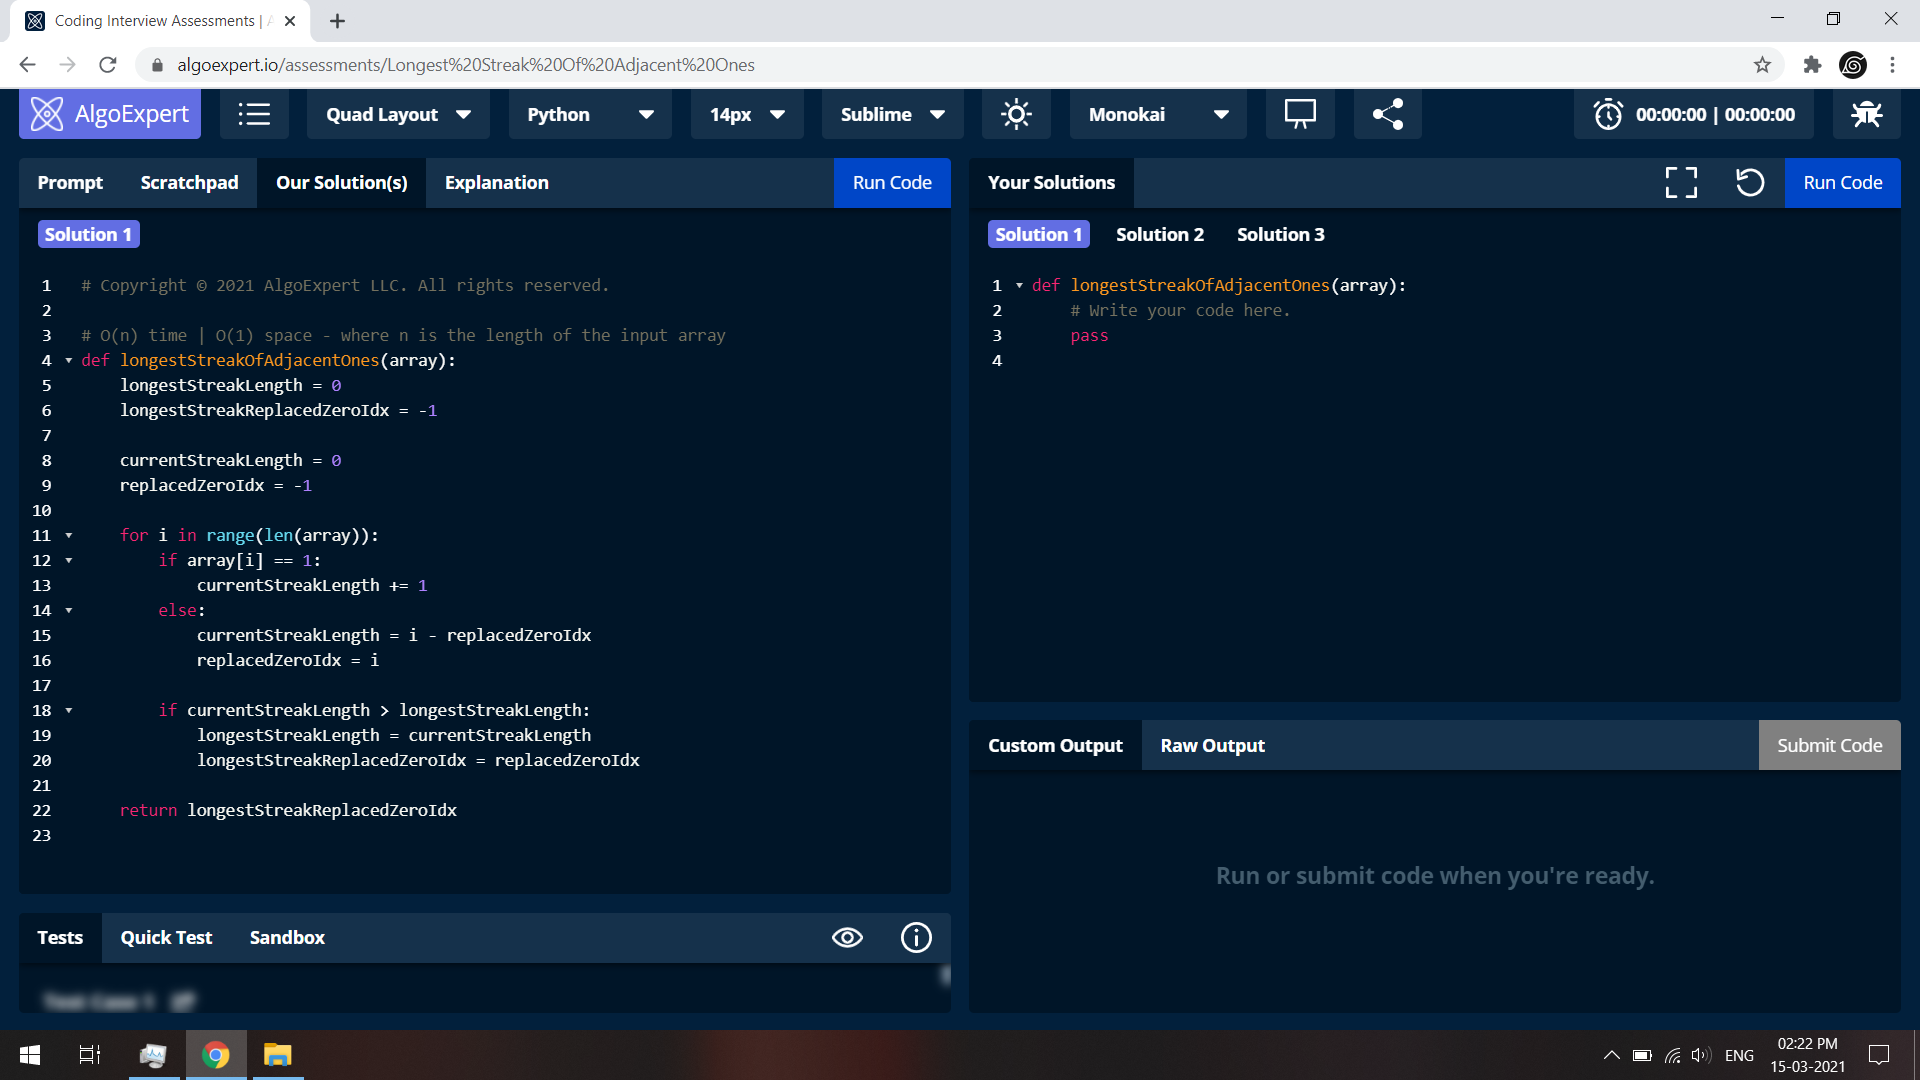 Coding Interview Assessments |
algoexpert.io/assessments/Longest%20Streak%20Of%20Adjacent%20Ones
AlgoExpert
Quad Layout
Python
14px
Sublime
Monokai
00:00:00 | 00:00:00
Prompt
Scratchpad
Our Solution(s)
Explanation
Run Code
Solution 1
1 # Copyright © 2021 AlgoExpert LLC. All rights reserved.
2
3 # O(n) time | O(1) space - where n is the length of the input array
4 def longestStreakOfAdjacentOnes(array):
5 longestStreakLength = 0
6 longestStreakReplacedZeroIdx = -1
7
8 currentStreakLength = 0
9 replacedZeroIdx = -1
10
11 for i in range(len(array)):
12 if array[i] == 1:
13 currentStreakLength += 1
14 else:
15 currentStreakLength = i - replacedZeroIdx
16 replacedZeroIdx = i
17
18 if currentStreakLength > longestStreakLength:
19 longestStreakLength = currentStreakLength
20 longestStreakReplacedZeroIdx = replacedZeroIdx
21
22 return longestStreakReplacedZeroIdx
23
Tests
Quick Test
Sandbox
Test Case 1
Your Solutions
Run Code
Solution 1
Solution 2
Solution 3
1 def longestStreakOfAdjacentOnes(array):
2 # Write your code here.
3 pass
4
Custom Output
Raw Output
Submit Code
Run or submit code when you're ready.
ENG
02:22 PM
15-03-2021